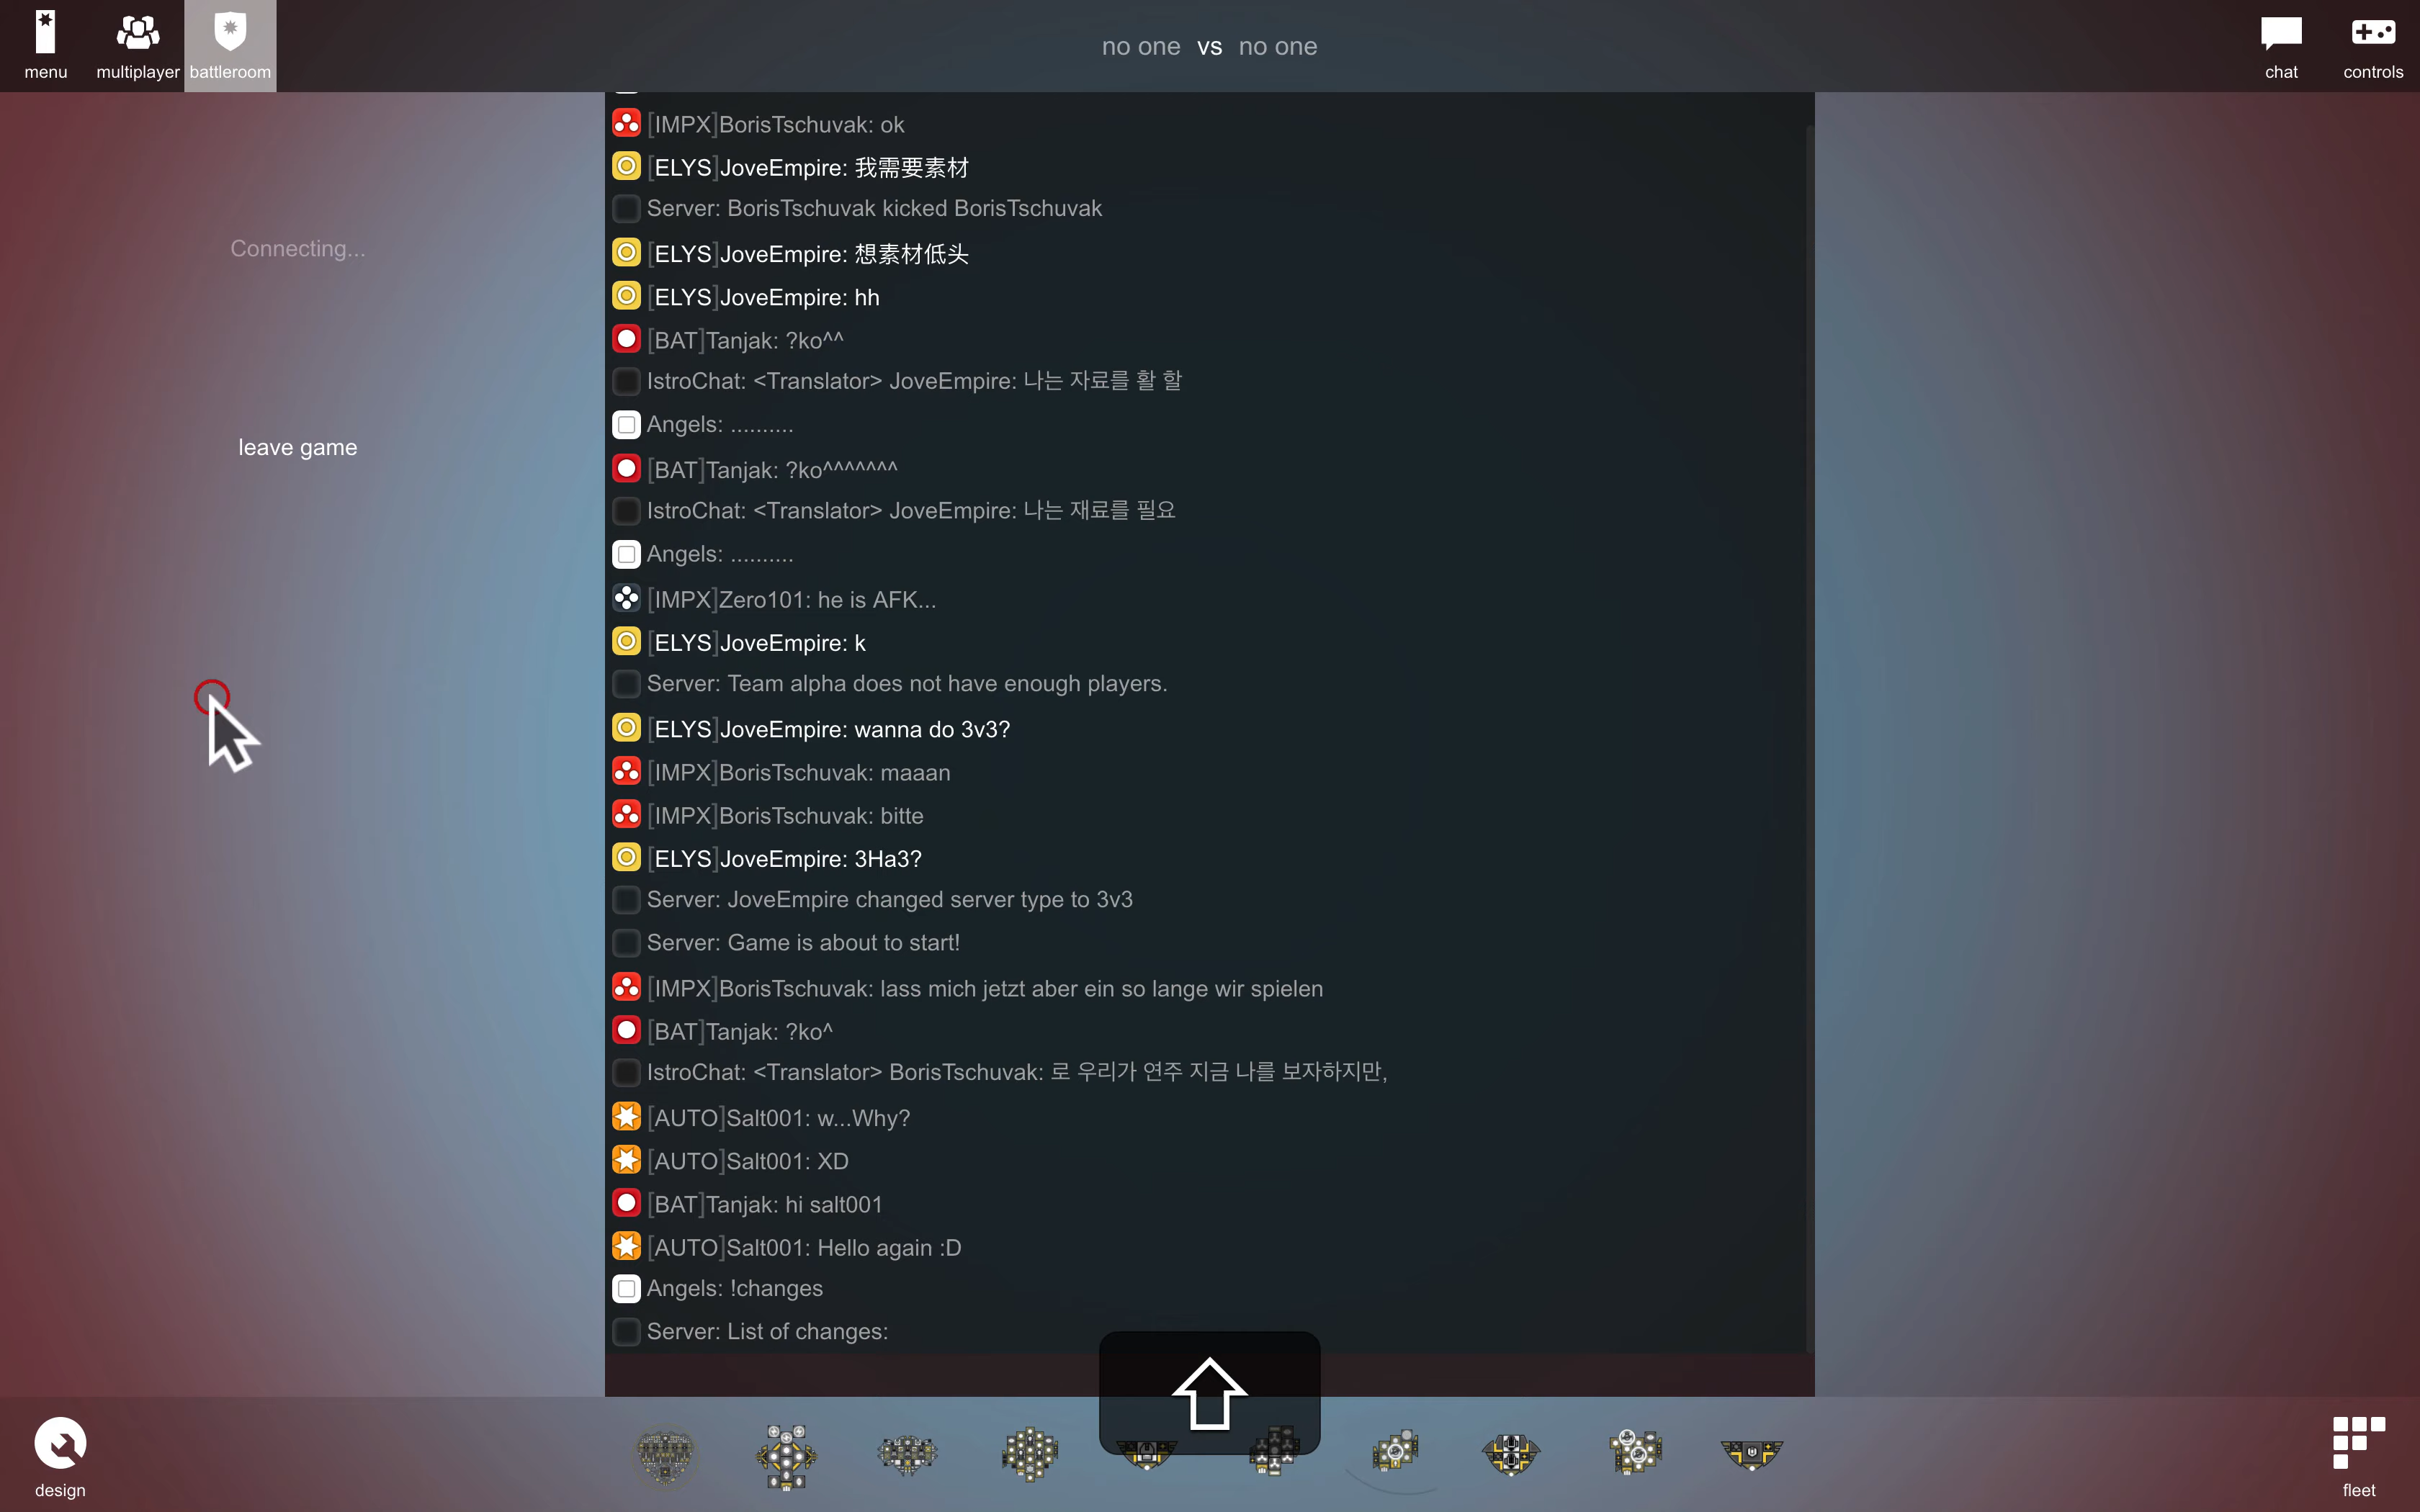 menu
multiplayer
battleroom
no one vs no one
chat
controls
Connecting...
leave game
[IMPX]BorisTschuvak: ok
[ELYS]JoveEmpire: 我需要素材
Server: BorisTschuvak kicked BorisTschuvak
[ELYS]JoveEmpire: 想素材低头
[ELYS]JoveEmpire: hh
[BAT]Tanjak: ?ko^^
IstroChat: <Translator> JoveEmpire: 나는 자료를 활 할
Angels: ..........
[BAT]Tanjak: ?ko^^^^^^^
IstroChat: <Translator> JoveEmpire: 나는 재료를 필요
Angels: ..........
[IMPX]Zero101: he is AFK...
[ELYS]JoveEmpire: k
Server: Team alpha does not have enough players.
[ELYS]JoveEmpire: wanna do 3v3?
[IMPX]BorisTschuvak: maaan
[IMPX]BorisTschuvak: bitte
[ELYS]JoveEmpire: 3Ha3?
Server: JoveEmpire changed server type to 3v3
Server: Game is about to start!
[IMPX]BorisTschuvak: lass mich jetzt aber ein so lange wir spielen
[BAT]Tanjak: ?ko^
IstroChat: <Translator> BorisTschuvak: 로 우리가 연주 지금 나를 보자하지만,
[AUTO]Salt001: w...Why?
[AUTO]Salt001: XD
[BAT]Tanjak: hi salt001
[AUTO]Salt001: Hello again :D
Angels: !changes
Server: List of changes:
design
fleet